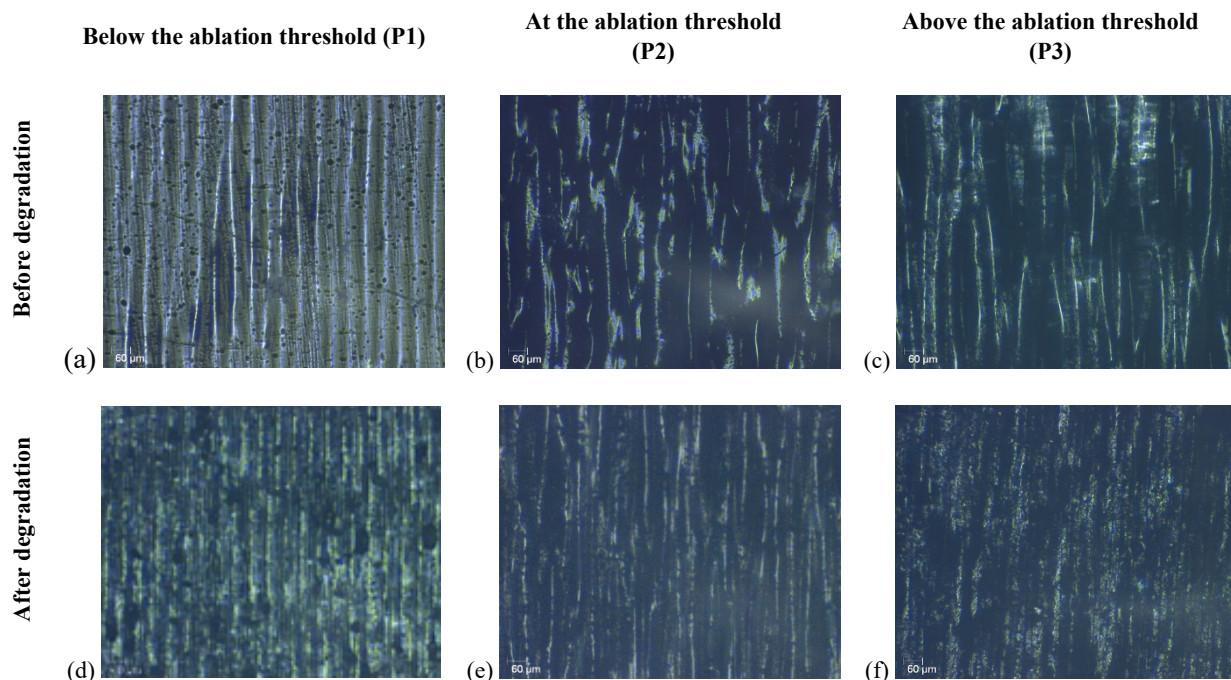 Below the ablation threshold (P1)
At the ablation threshold
(P2)
Above the ablation threshold
(P3)
Before degradation
(a)
60 µm
(b)
60 µm
(c)
60 µm
After degradation
(d)
(e)
60 µm
(f)
60 µm